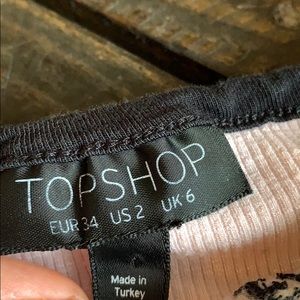 TOPSHOP
EUR 34 US 2 UK 6
Made in
Turkey